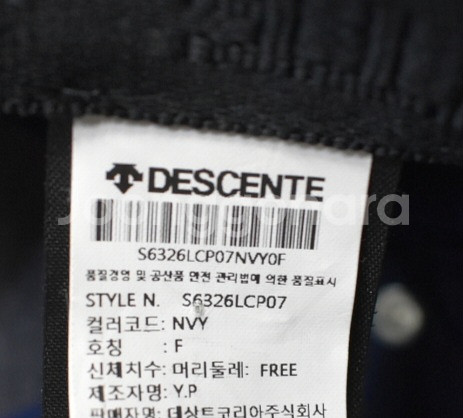 DESCENTE
S6326LCP07NVY0F
품질경영 및 공산품 안전 관리법에 의한 품질표시
STYLE N. S6326LCP07
컬러코드: NVY
호칭 : F
신체치수: 머리둘레: FREE
제조자명: Y.P
판매자명: 데상트코리아주식회사